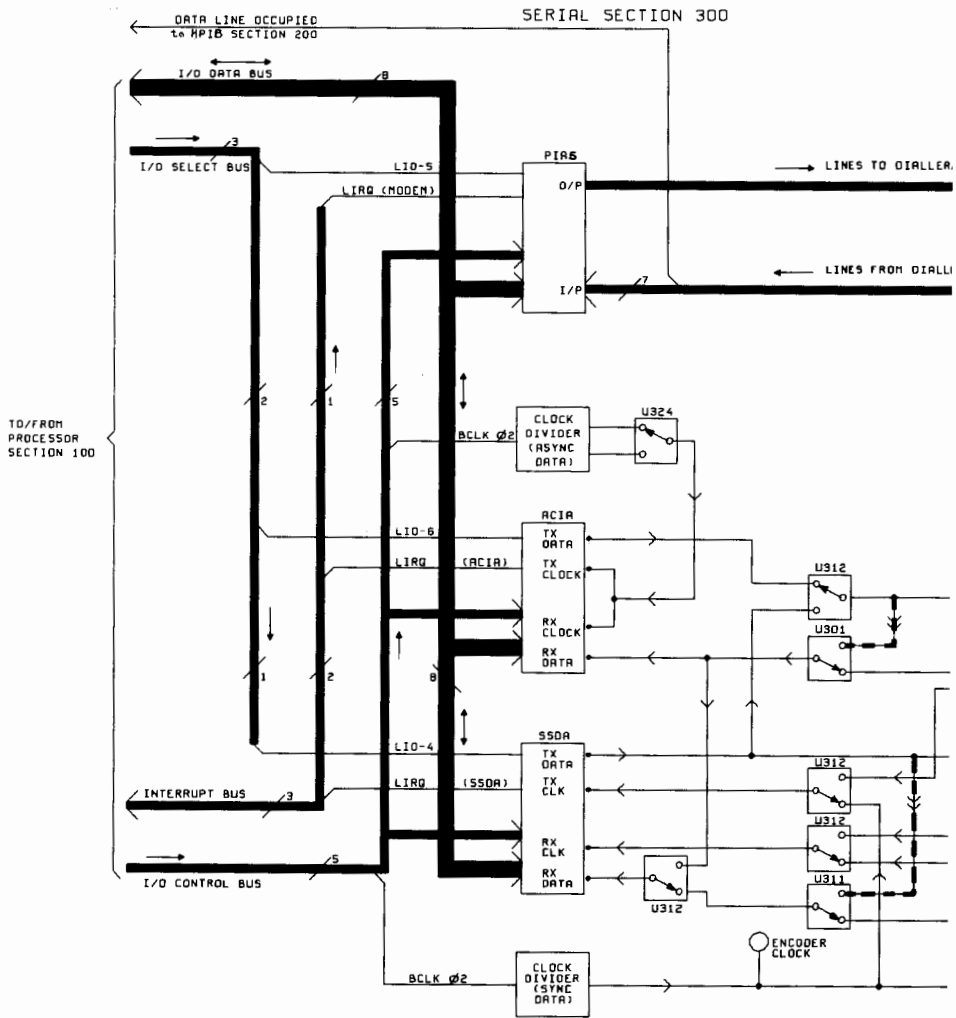 SERIAL SECTION 300
DATA LINE OCCUPIED
to MPIB SECTION 200
I/O DATA BUS
8
3
I/O SELECT BUS
LIO-5
LIRQ (MODEM)
PIA5
O/P
I/P
LINES TO DIALLER/
LINES FROM DIALL
7
TO/FROM
PROCESSOR
SECTION 100
2
1
5
BCLK Ø2
CLOCK
DIVIDER
(ASYNC
DATA)
U324
ACIA
LIO-6
TX
DATA
LIRQ (ACIA)
TX
CLOCK
RX
CLOCK
RX
DATA
U312
U301
1
2
8
SSDA
LIO-4
TX
DATA
LIRQ (SSDA)
TX
CLK
RX
CLK
RX
DATA
U312
U312
U311
U312
INTERRUPT BUS
3
5
I/O CONTROL BUS
BCLK Ø2
CLOCK
DIVIDER
(SYNC
DATA)
ENCODER
CLOCK